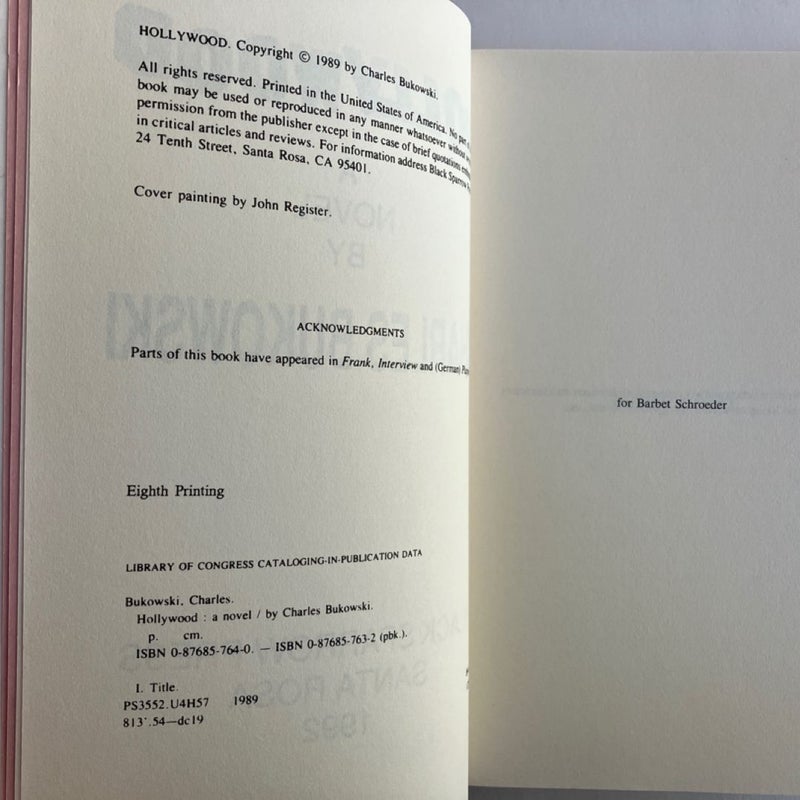 HOLLYWOOD. Copyright © 1989 by Charles Bukowski.
All rights reserved. Printed in the United States of America. No part
book may be used or reproduced in any manner whatsoever without
permission from the publisher except in the case of brief quotations
in critical articles and reviews. For information address Black Sparrow
24 Tenth Street, Santa Rosa, CA 95401.
Cover painting by John Register.
ACKNOWLEDGMENTS
Parts of this book have appeared in Frank, Interview and (German)
Eighth Printing
LIBRARY OF CONGRESS CATALOGING-IN-PUBLICATION DATA
Bukowski, Charles.
Hollywood : a novel / by Charles Bukowski.
p. cm.
ISBN 0-87685-764-0. — ISBN 0-87685-763-2 (pbk.).
I. Title.
PS3552.U4H57 1989
813'.54—dc19
for Barbet Schroeder